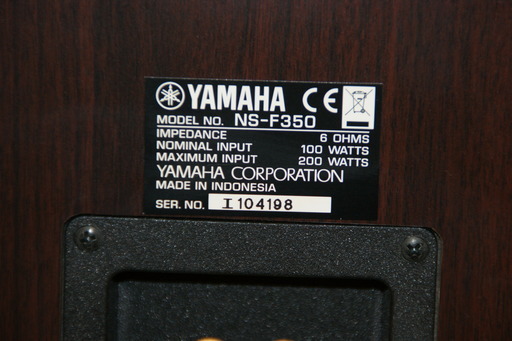 YAMAHA CE
MODEL NO. NS-F350
IMPEDANCE 6 OHMS
NOMINAL INPUT 100 WATTS
MAXIMUM INPUT 200 WATTS
YAMAHA CORPORATION
MADE IN INDONESIA
SER. NO. I104198